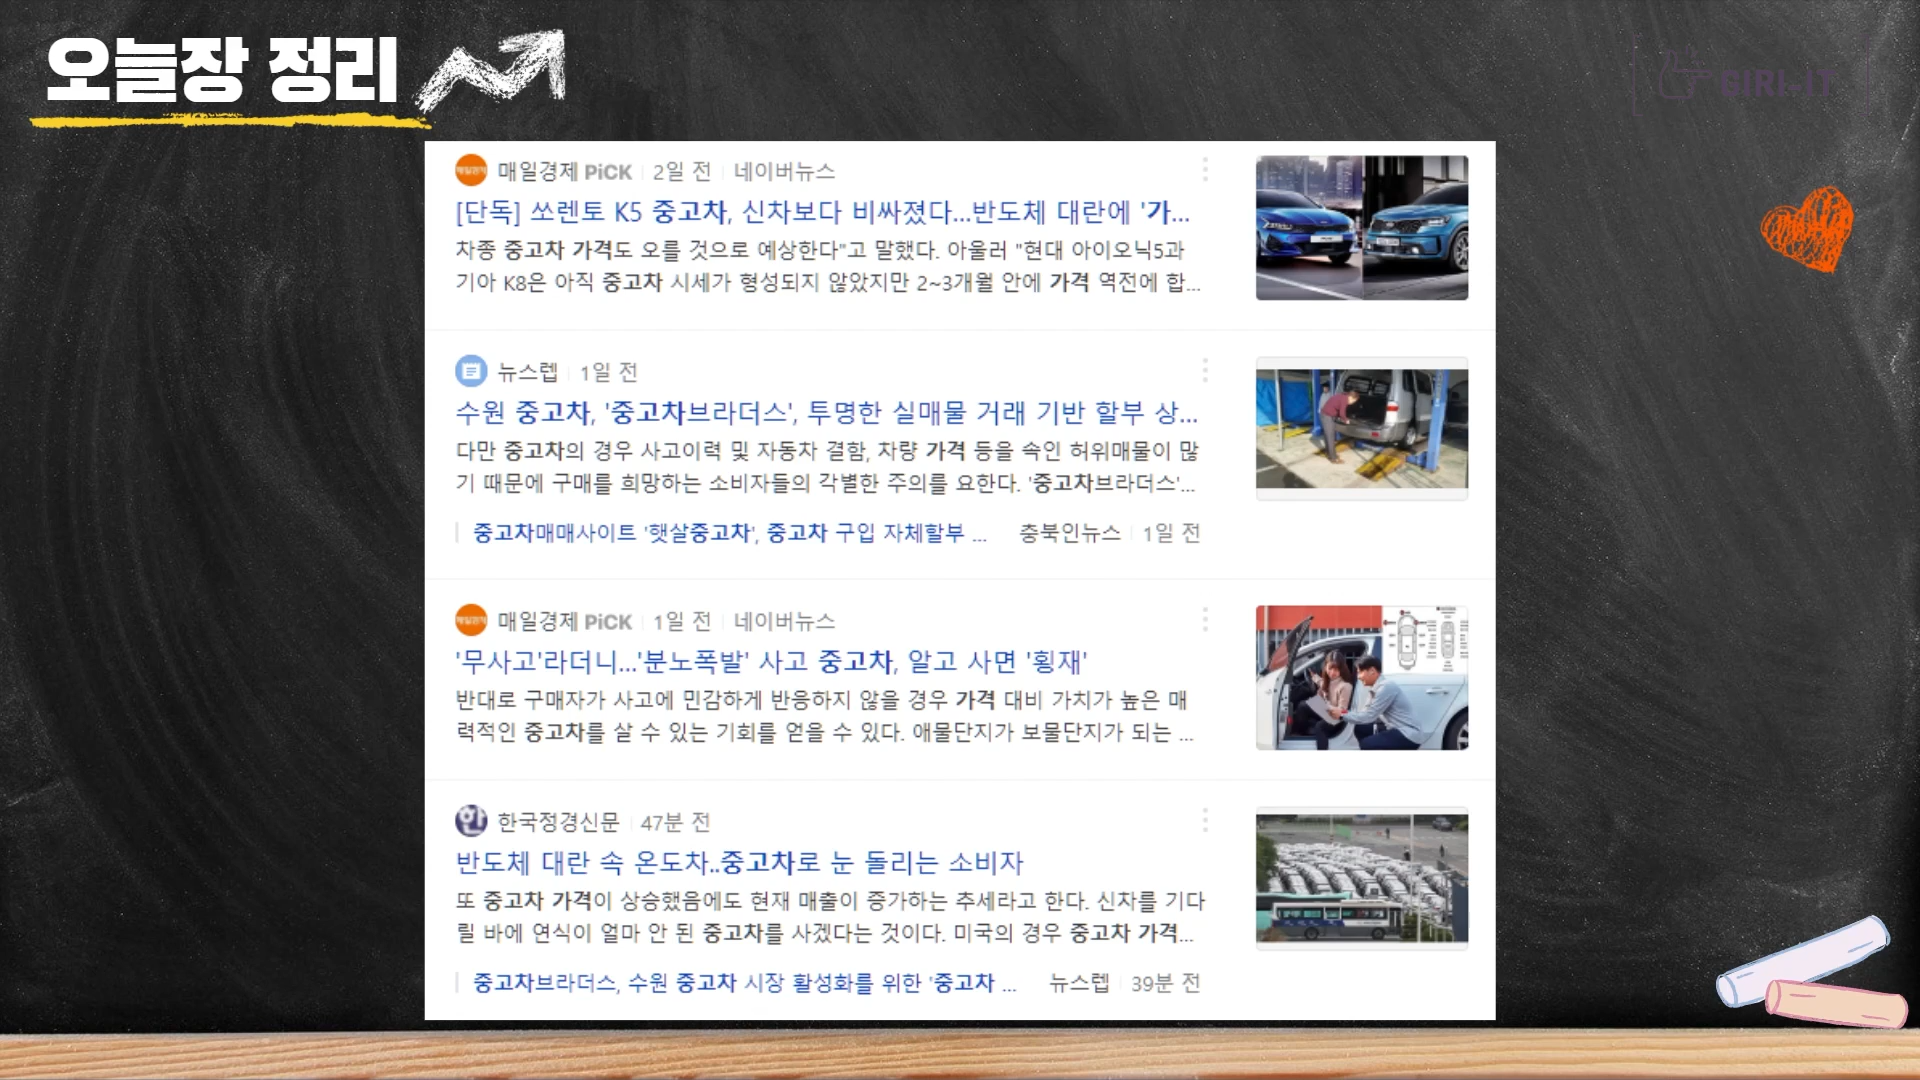 오늘장 정리
GIRI-IT
매일경제 PiCK 2일 전 네이버뉴스
[단독] 쏘렌토 K5 중고차, 신차보다 비싸졌다...반도체 대란에 '가...
차종 중고차 가격도 오를 것으로 예상한다"고 말했다. 아울러 "현대 아이오닉5과
기아 K8은 아직 중고차 시세가 형성되지 않았지만 2~3개월 안에 가격 역전에 합...
뉴스렙 1일 전
수원 중고차, '중고차브라더스', 투명한 실매물 거래 기반 할부 상...
다만 중고차의 경우 사고이력 및 자동차 결함, 차량 가격 등을 속인 허위매물이 많
기 때문에 구매를 희망하는 소비자들의 각별한 주의를 요한다. '중고차브라더스'...
중고차매매사이트 '햇살중고차', 중고차 구입 자체할부 ... 충북인뉴스 1일 전
매일경제 PiCK 1일 전 네이버뉴스
'무사고'라더니...'분노폭발' 사고 중고차, 알고 사면 '횡재'
반대로 구매자가 사고에 민감하게 반응하지 않을 경우 가격 대비 가치가 높은 매
력적인 중고차를 살 수 있는 기회를 얻을 수 있다. 애물단지가 보물단지가 되는 ...
한 한국정경신문 47분 전
반도체 대란 속 온도차..중고차로 눈 돌리는 소비자
또 중고차 가격이 상승했음에도 현재 매출이 증가하는 추세라고 한다. 신차를 기다
릴 바에 연식이 얼마 안 된 중고차를 사겠다는 것이다. 미국의 경우 중고차 가격...
중고차브라더스, 수원 중고차 시장 활성화를 위한 '중고차 ... 뉴스렙 39분 전